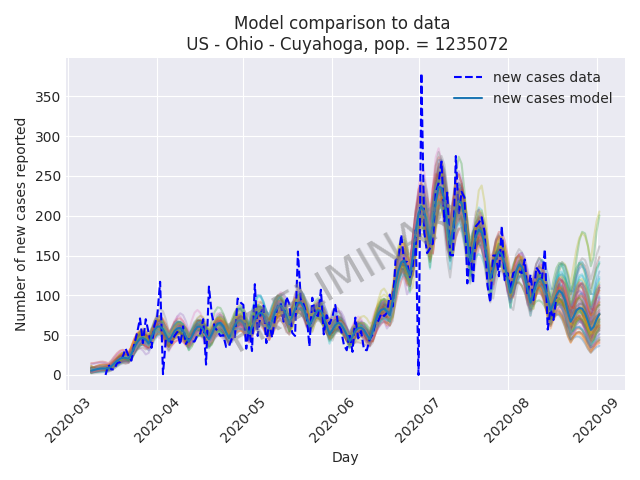 Model comparison to data
US - Ohio - Cuyahoga, pop. = 1235072
new cases data
new cases model
Number of new cases reported
350
300
250
200
150
100
50
0
2020-03
2020-04
2020-05
2020-06
2020-07
2020-08
2020-09
Day